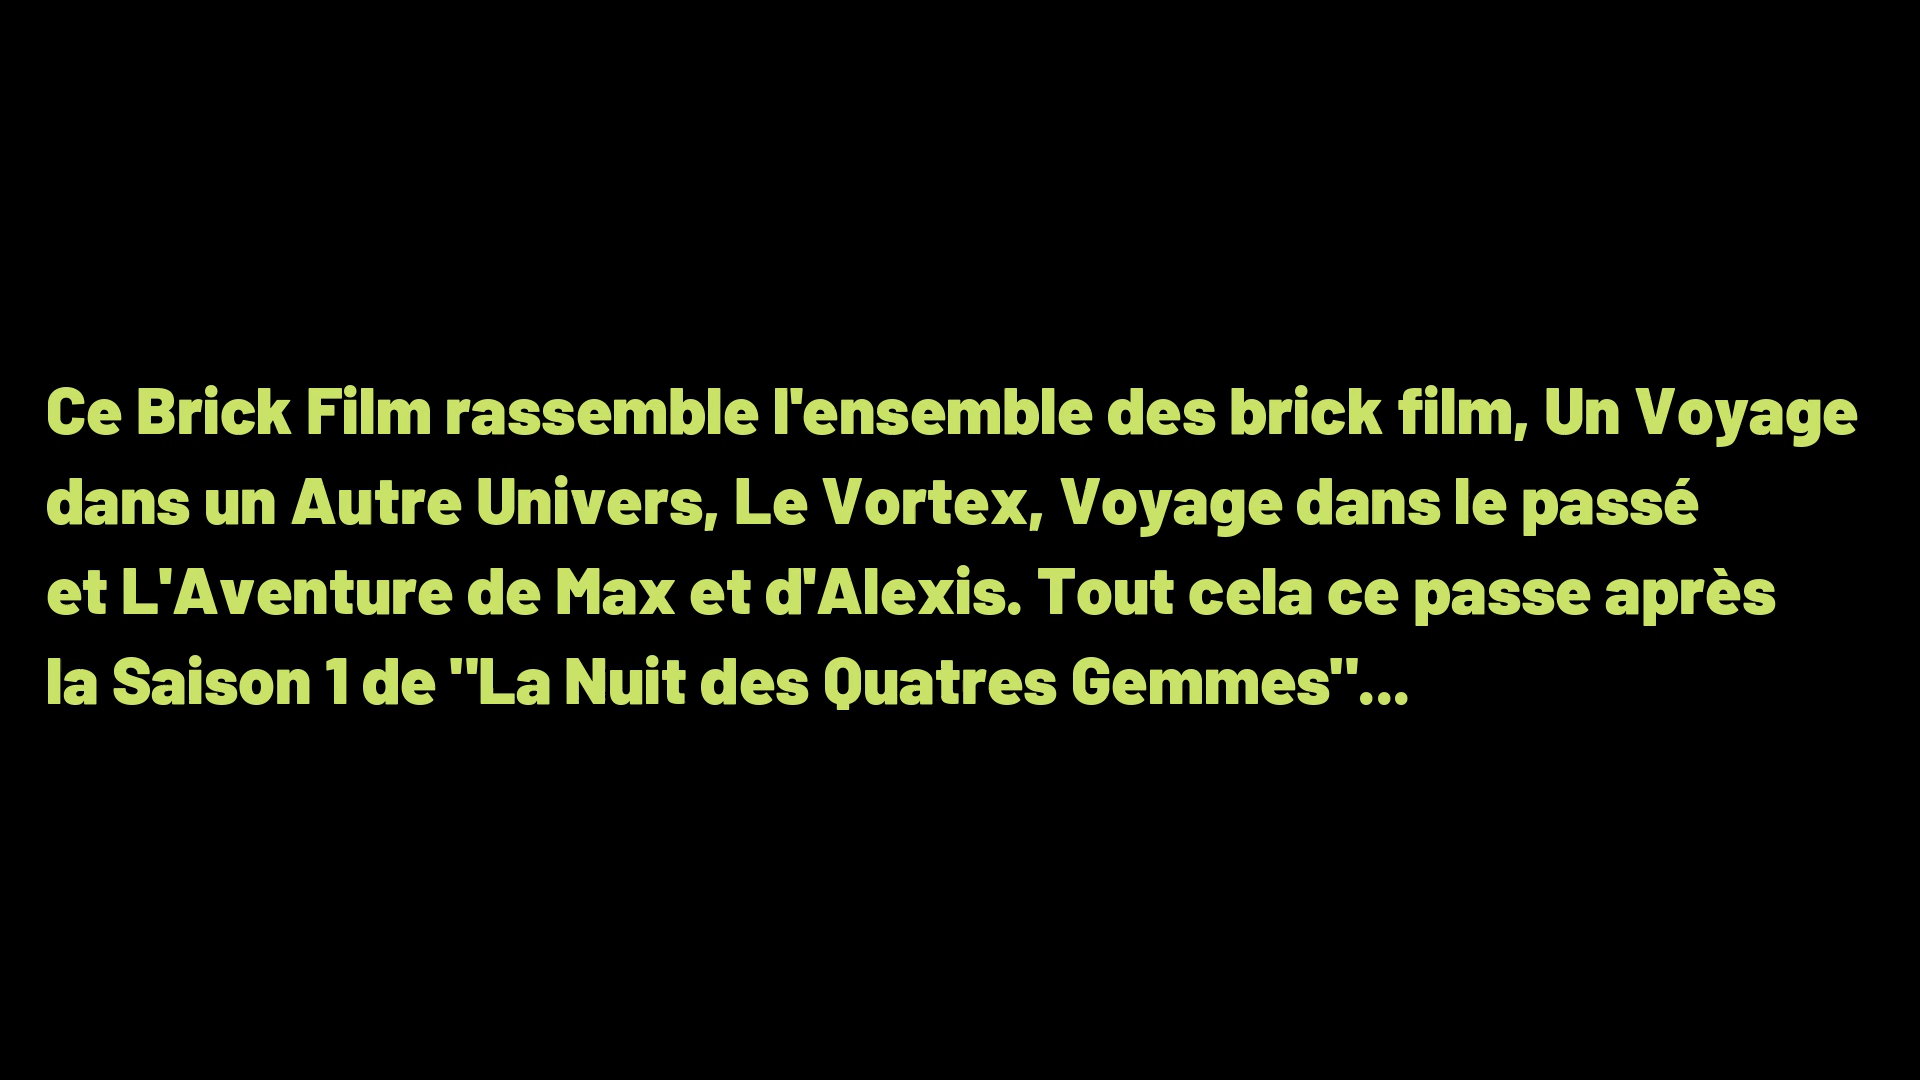 Ce Brick Film rassemble l'ensemble des brick film, Un Voyage
dans un Autre Univers, Le Vortex, Voyage dans le passé
et L'Aventure de Max et d'Alexis. Tout cela ce passe après
la Saison 1 de "La Nuit des Quatres Gemmes"...